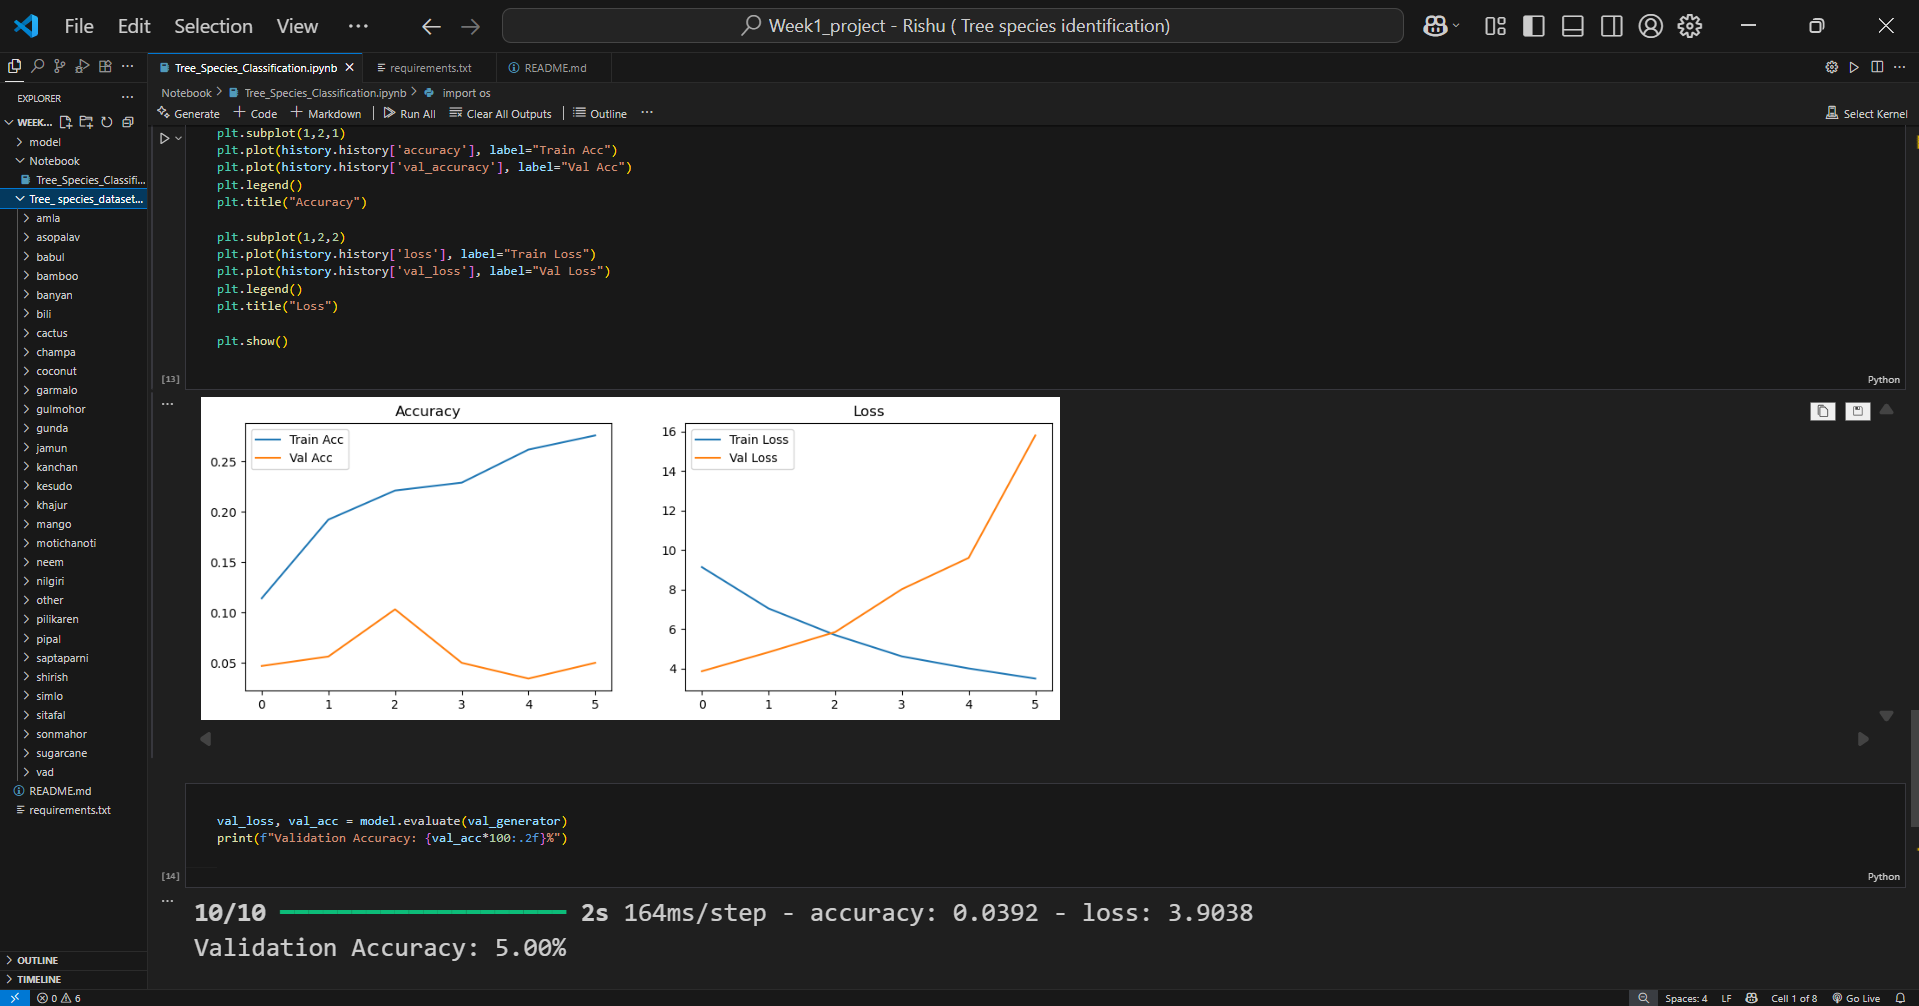 File Edit Selection View ··· Week1_project - Rishu ( Tree species identification)
Tree_Species_Classification.ipynb requirements.txt README.md
EXPLORER ···
Notebook > Tree_Species_Classification.ipynb > import os
Generate + Code + Markdown | Run All Clear All Outputs | Outline ··· Select Kernel
WEEK...
model
Notebook
Tree_Species_Classifi...
Tree_ species_dataset...
amla
asopalav
babul
bamboo
banyan
bili
cactus
champa
coconut
garmalo
gulmohor
gunda
jamun
kanchan
kesudo
khajur
mango
motichanoti
neem
nilgiri
other
pilikaren
pipal
saptaparni
shirish
simlo
sitafal
sonmahor
sugarcane
vad
README.md
requirements.txt
OUTLINE
TIMELINE
plt.subplot(1,2,1)
plt.plot(history.history['accuracy'], label="Train Acc")
plt.plot(history.history['val_accuracy'], label="Val Acc")
plt.legend()
plt.title("Accuracy")
plt.subplot(1,2,2)
plt.plot(history.history['loss'], label="Train Loss")
plt.plot(history.history['val_loss'], label="Val Loss")
plt.legend()
plt.title("Loss")
plt.show()
[13] Python
Accuracy
Train Acc
Val Acc
0.25
0.20
0.15
0.10
0.05
0 1 2 3 4 5
Loss
Train Loss
Val Loss
16
14
12
10
8
6
4
0 1 2 3 4 5
val_loss, val_acc = model.evaluate(val_generator)
print(f"Validation Accuracy: {val_acc*100:.2f}%")
[14] Python
10/10 ━━━━━━━━━━━━━━━━━━━━ 2s 164ms/step - accuracy: 0.0392 - loss: 3.9038
Validation Accuracy: 5.00%
0 6 Spaces: 4 LF Cell 1 of 8 Go Live